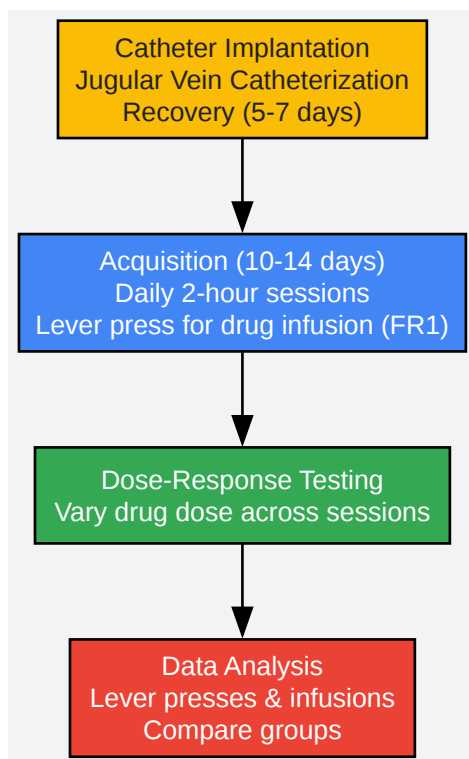 Catheter Implantation
Jugular Vein Catheterization
Recovery (5-7 days)
Acquisition (10-14 days)
Daily 2-hour sessions
Lever press for drug infusion (FR1)
Dose-Response Testing
Vary drug dose across sessions
Data Analysis
Lever presses & infusions
Compare groups